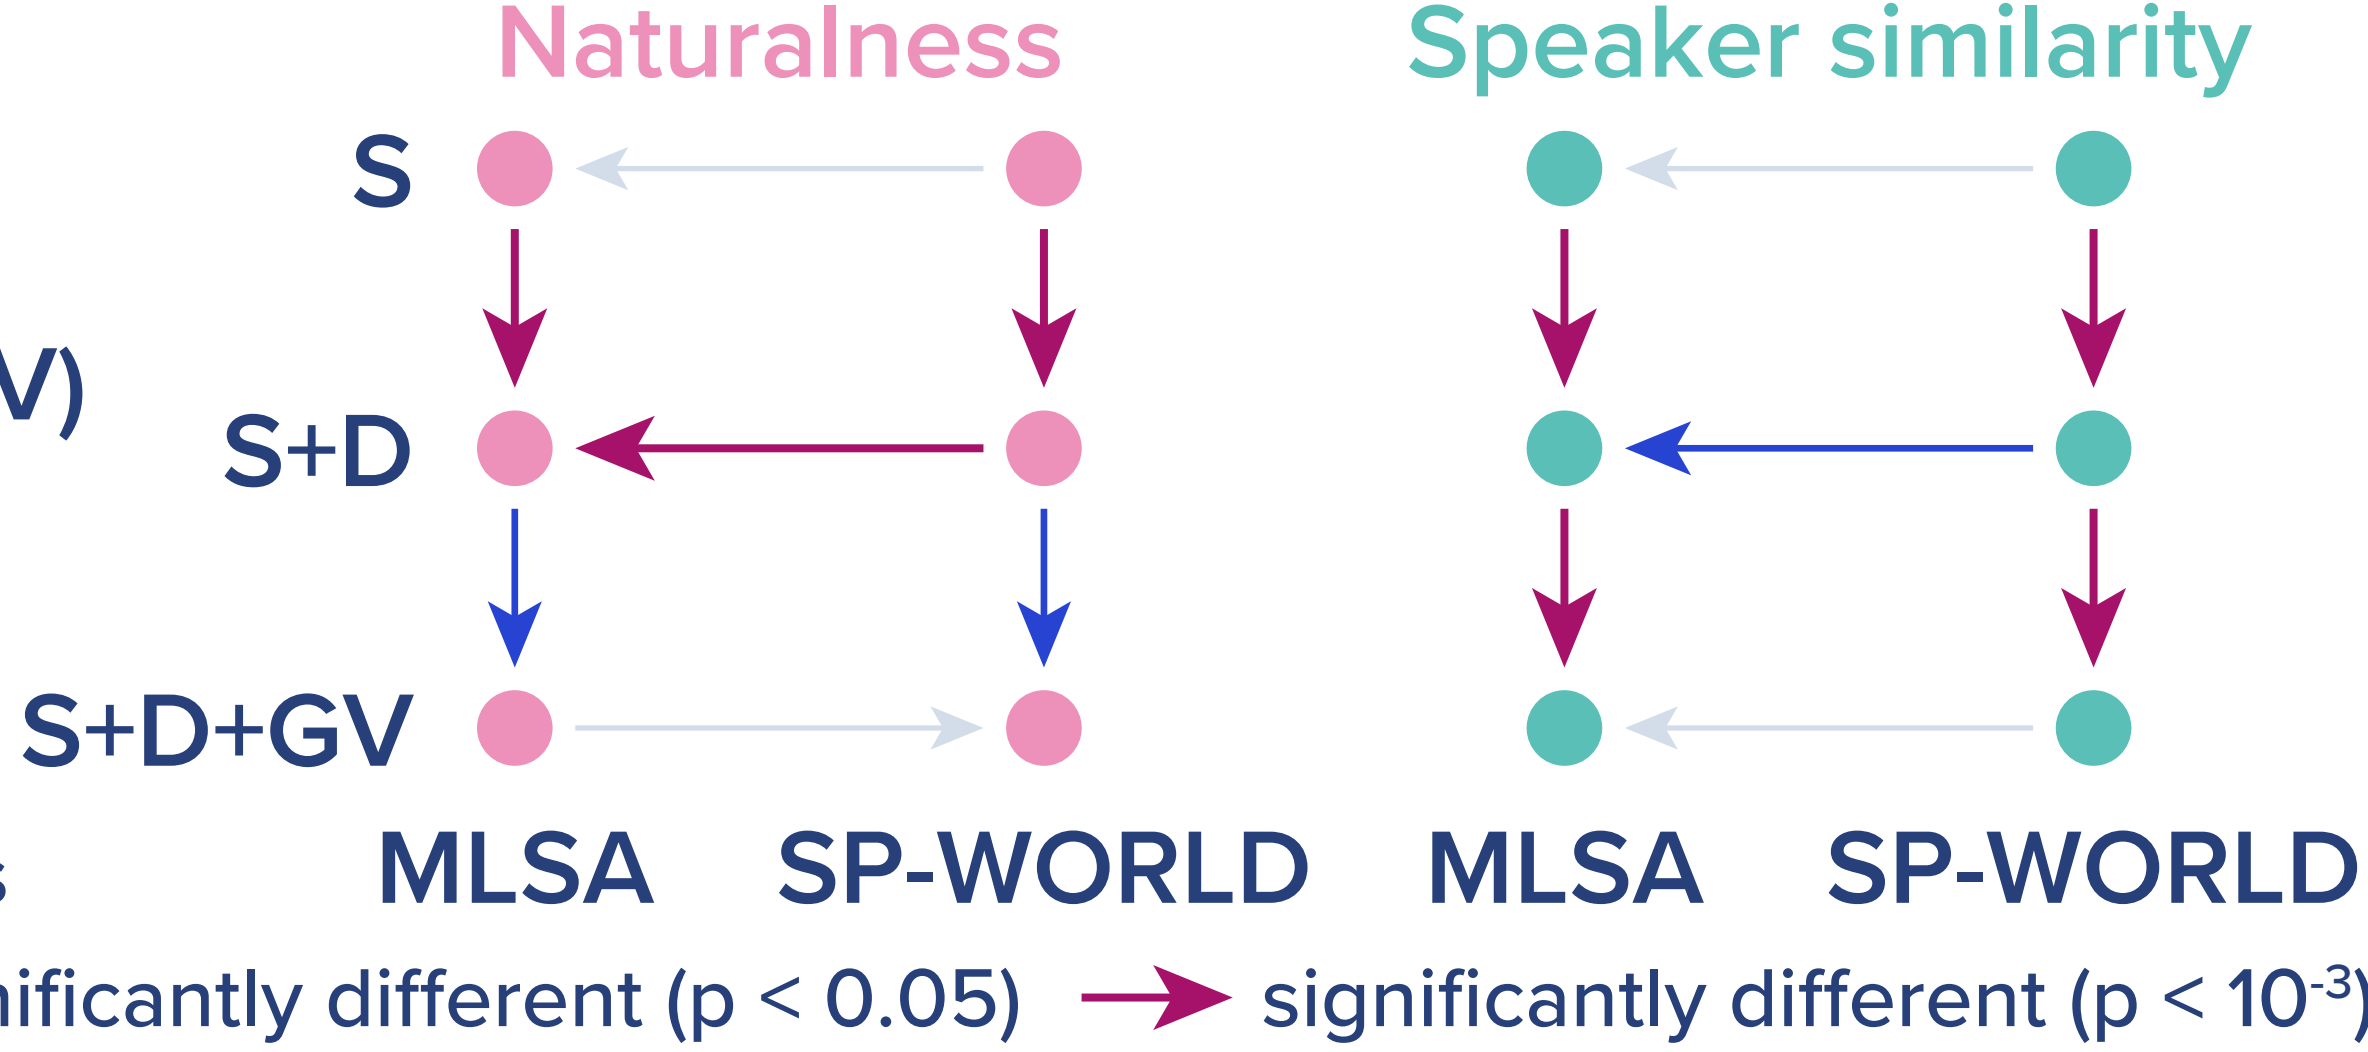 Naturalness Speaker similarity
S
V)
S+D
S+D+GV
s MLSA SP-WORLD MLSA SP-WORLD
nificantly different (p < 0.05) significantly different (p < 10-3)